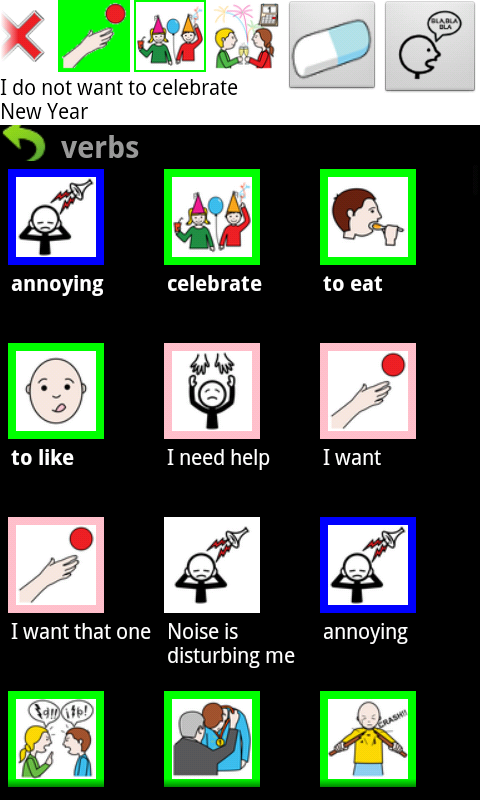 BLA,BLA
BLA
I do not want to celebrate
New Year
verbs
annoying
celebrate
to eat
to like
I need help
I want
I want that one
Noise is
disturbing me
annoying
CRASH!!